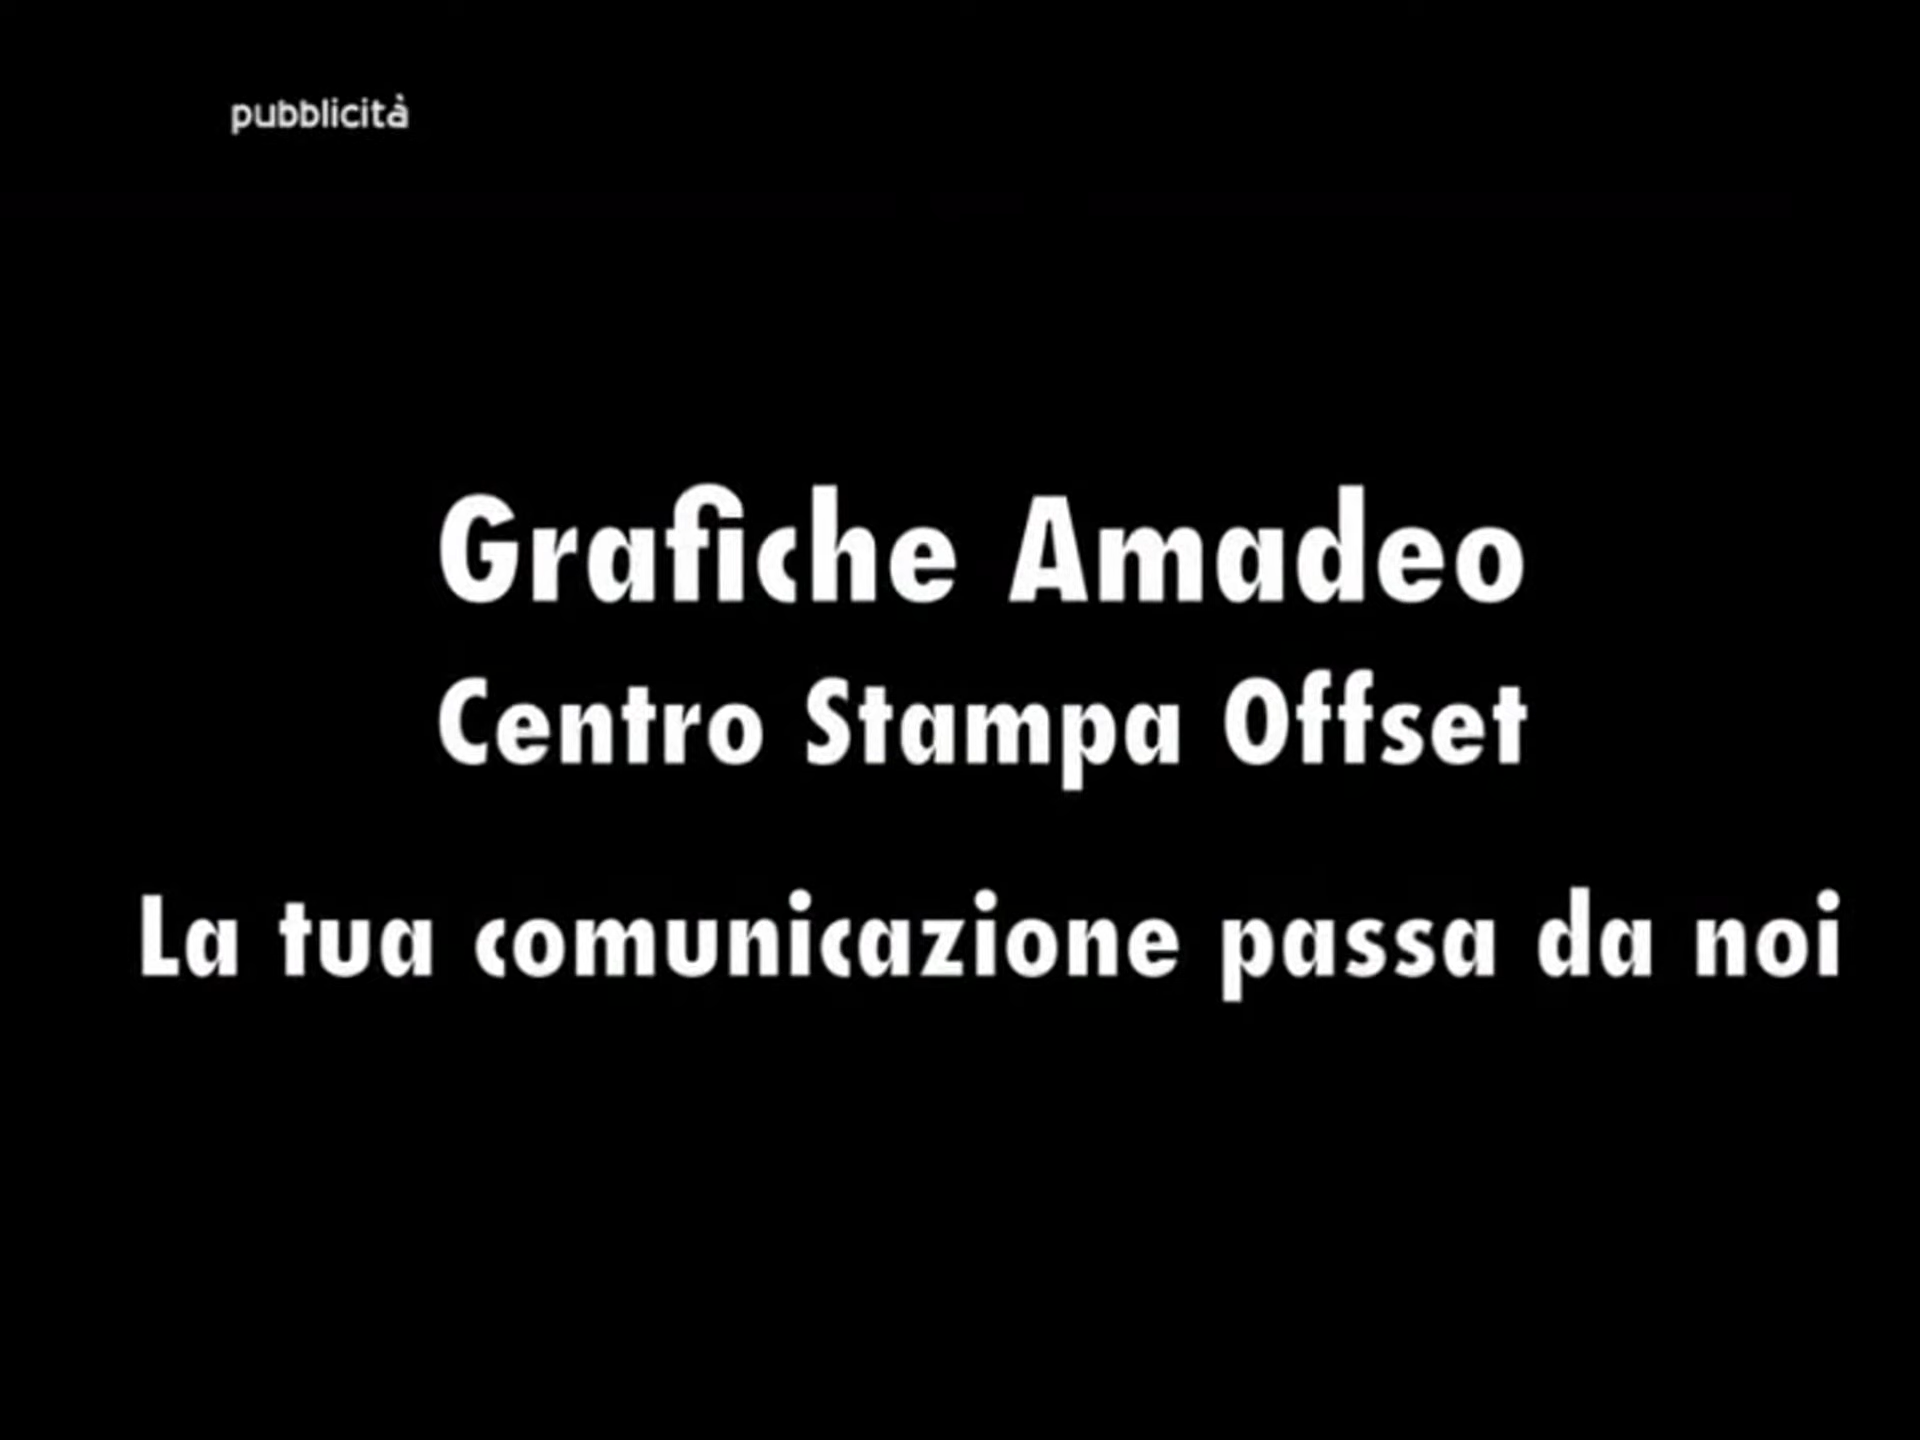 pubblicità
Grafiche Amadeo
Centro Stampa Offset
La tua comunicazione passa da noi